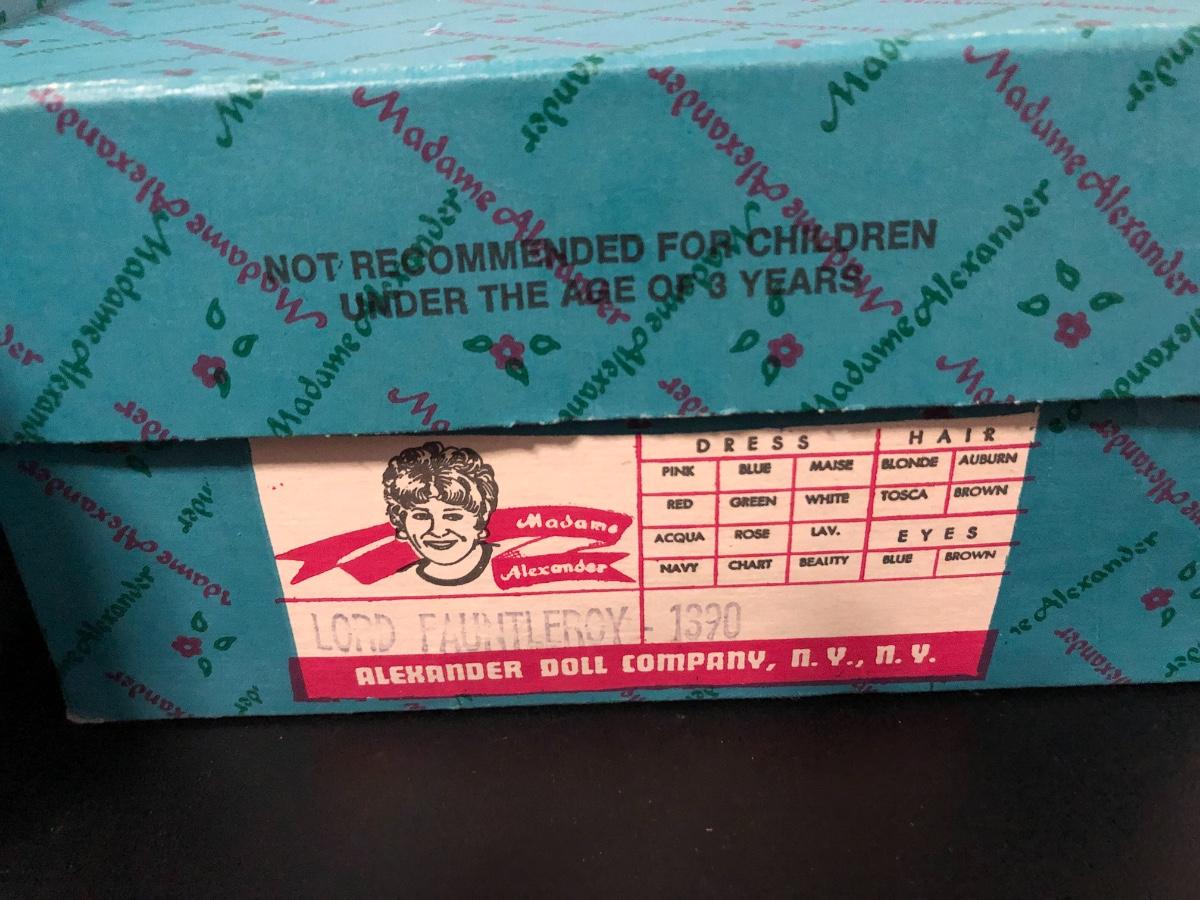 Madame Alexander
NOT RECOMMENDED FOR CHILDREN
UNDER THE AGE OF 3 YEARS
Madame
Alexander
DRESS
PINK BLUE MAISE
RED GREEN WHITE
ACQUA ROSE LAV.
NAVY CHART BEAUTY
HAIR
BLONDE AUBURN
TOSCA BROWN
EYES
BLUE BROWN
LORD FAUNTLEROY - 1390
ALEXANDER DOLL COMPANY, N. Y., N. Y.